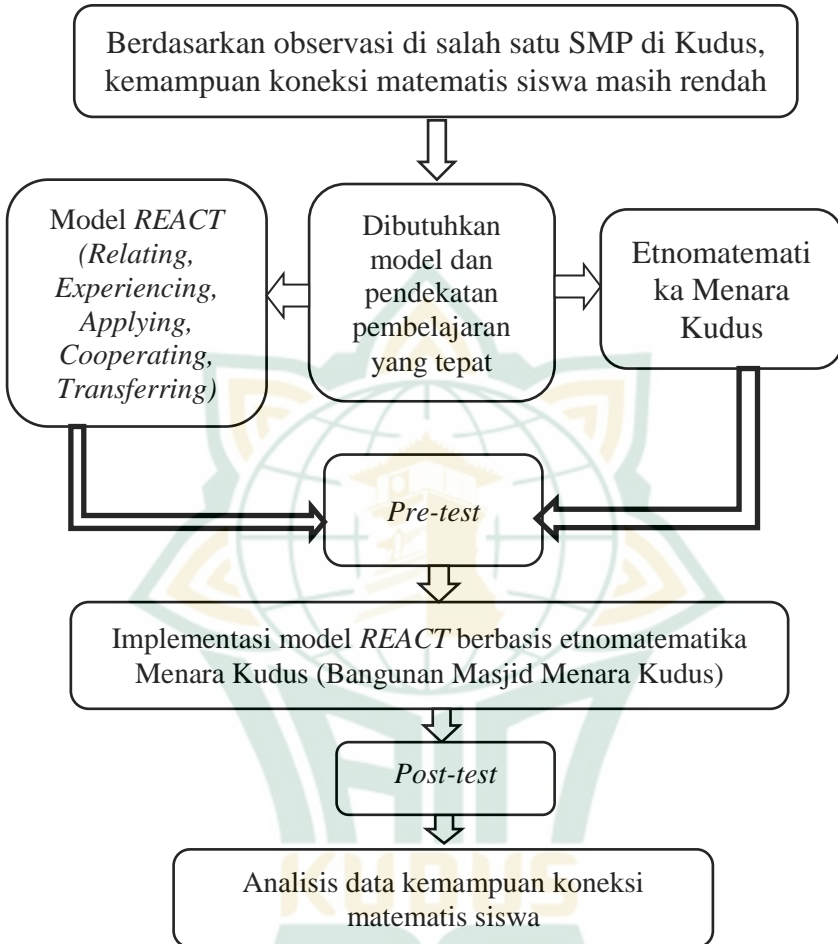 Berdasarkan observasi di salah satu SMP di Kudus,
kemampuan koneksi matematis siswa masih rendah
Model REACT
(Relating,
Experiencing,
Applying,
Cooperating,
Transferring)
Dibutuhkan
model dan
pendekatan
pembelajaran
yang tepat
Etnomatemati
ka Menara
Kudus
Pre-test
Implementasi model REACT berbasis etnomatematika
Menara Kudus (Bangunan Masjid Menara Kudus)
Post-test
Analisis data kemampuan koneksi
matematis siswa
KUDUS